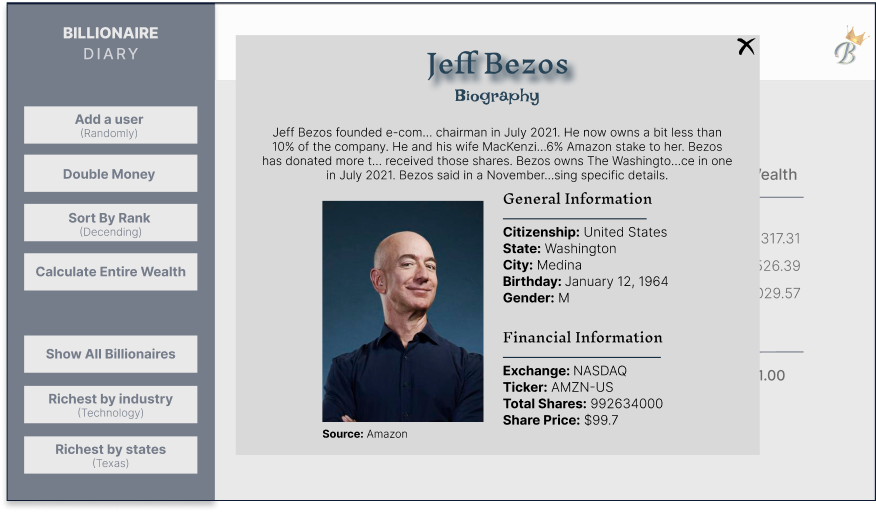 BILLIONAIRE
DIARY
Add a user
(Randomly)
Double Money
Sort By Rank
(Decending)
Calculate Entire Wealth
Show All Billionaires
Richest by industry
(Technology)
Richest by states
(Texas)
Jeff Bezos
Biography
Jeff Bezos founded e-com... chairman in July 2021. He now owns a bit less than
10% of the company. He and his wife MacKenzi...6% Amazon stake to her. Bezos
has donated more t... received those shares. Bezos owns The Washingto...ce in one
in July 2021. Bezos said in a November...sing specific details.
Source: Amazon
General Information
Citizenship: United States
State: Washington
City: Medina
Birthday: January 12, 1964
Gender: M
Financial Information
Exchange: NASDAQ
Ticker: AMZN-US
Total Shares: 992634000
Share Price: $99.7
B
ealth
317.31
526.39
029.57
1.00